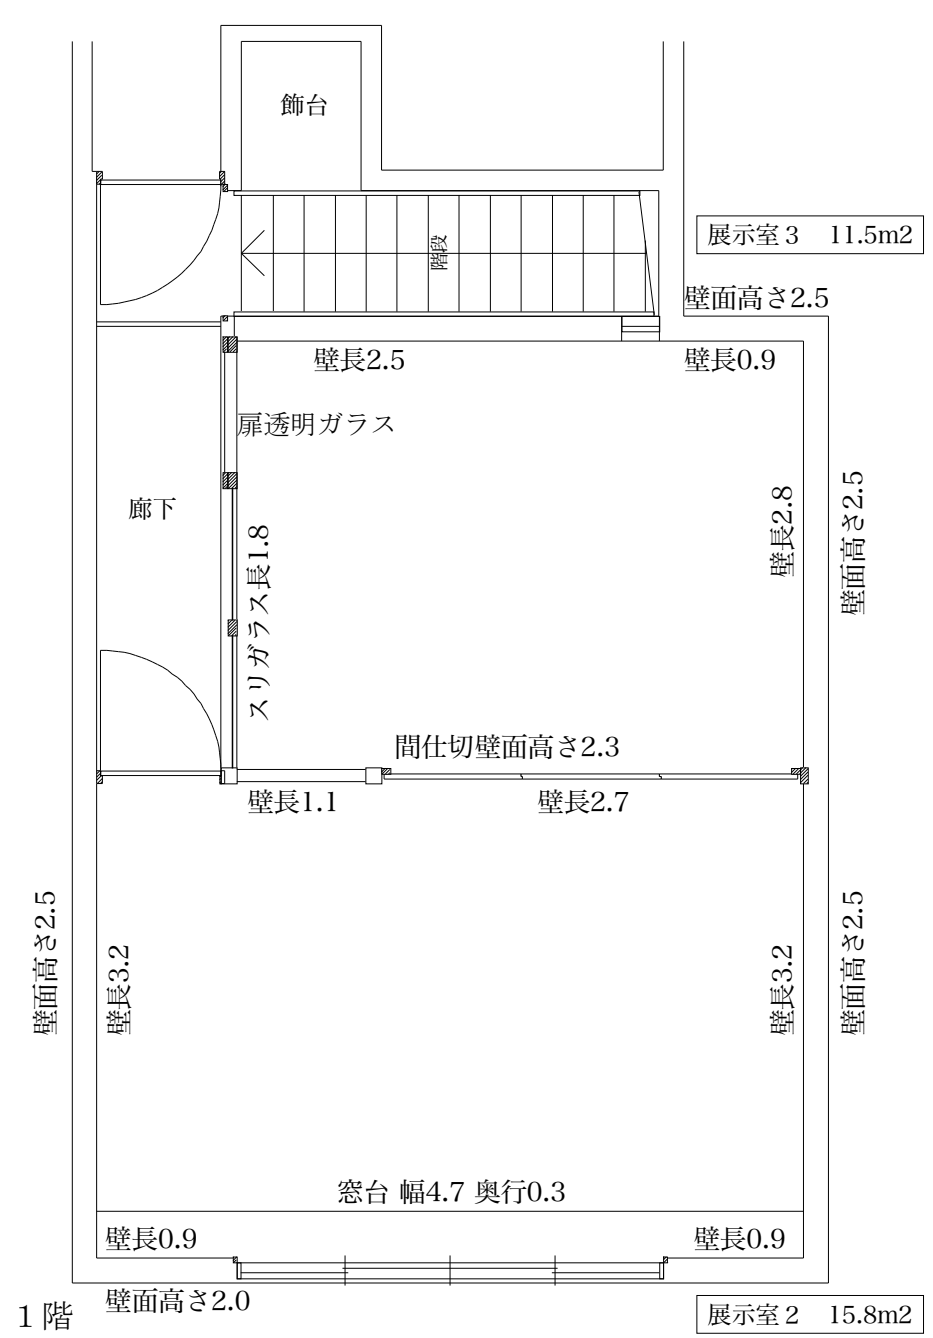 飾台
階段
展示室3 11.5m2
壁面高さ2.5
壁長2.5
壁長0.9
扉透明ガラス
廊下
スリガラス長1.8
壁長2.8
壁面高さ2.5
間仕切壁面高さ2.3
壁長1.1
壁長2.7
壁面高さ2.5
壁長3.2
壁長3.2
壁面高さ2.5
窓台 幅4.7 奥行0.3
壁長0.9
壁長0.9
壁面高さ2.0
1階
展示室2 15.8m2